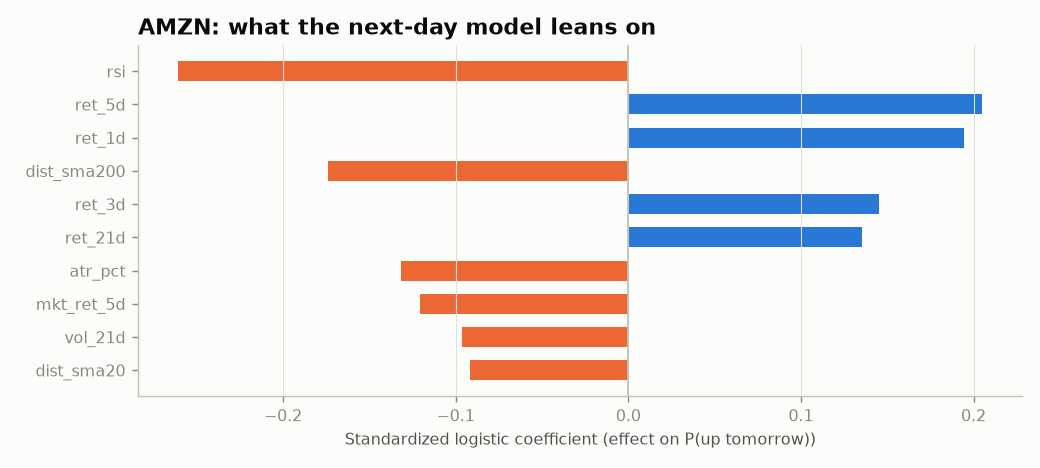 AMZN: what the next-day model leans on
rsi
ret_5d
ret_1d
dist_sma200
ret_3d
ret_21d
atr_pct
mkt_ret_5d
vol_21d
dist_sma20
−0.2 −0.1 0.0 0.1 0.2
Standardized logistic coefficient (effect on P(up tomorrow))